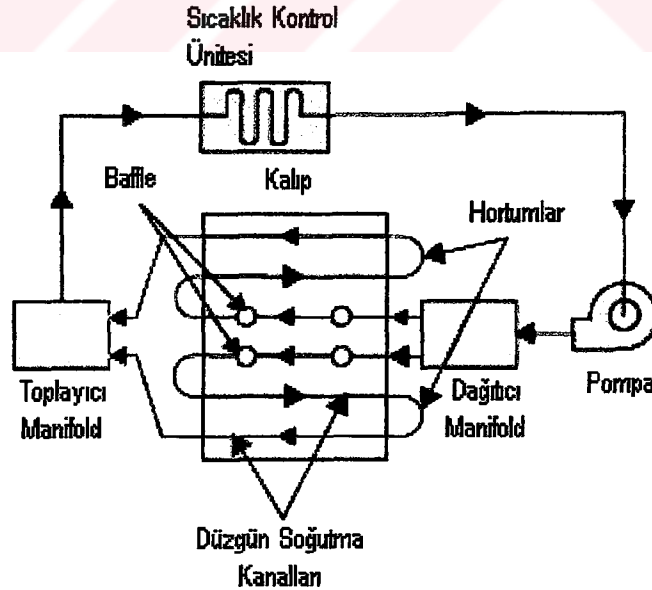 Sıcaklık Kontrol
Ünitesi
Baffle
Kalıp
Hortumlar
Toplayıcı
Manifold
Dağıtıcı
Manifold
Pompa
Düzgün Soğutma
Kanalları